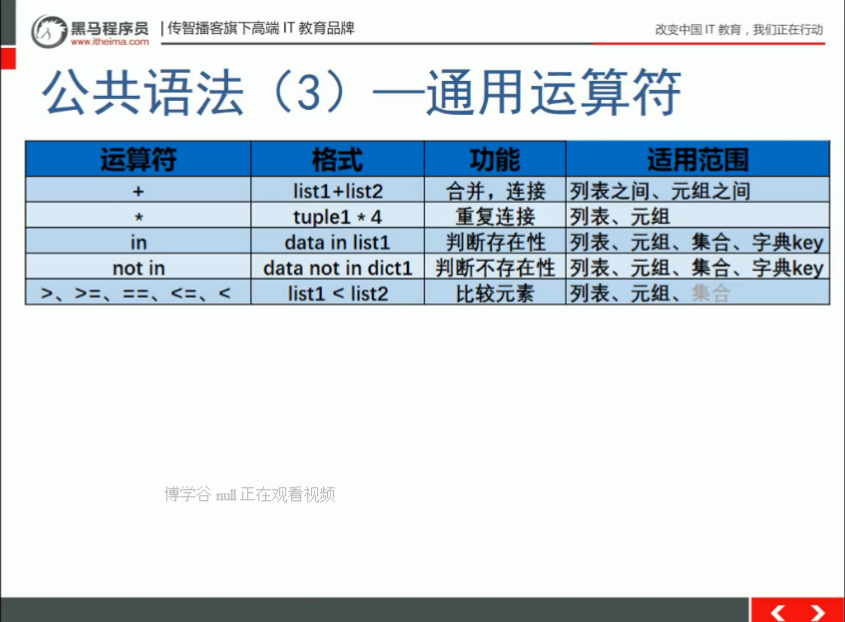 黑马程序员 | 传智播客旗下高端 IT 教育品牌
www.itheima.com
改变中国 IT 教育，我们正在行动
公共语法（3）—通用运算符
运算符 格式 功能 适用范围
+ list1+list2 合并，连接 列表之间、元组之间
* tuple1 * 4 重复连接 列表、元组
in data in list1 判断存在性 列表、元组、集合、字典key
not in data not in dict1 判断不存在性 列表、元组、集合、字典key
>、>=、==、<=、< list1 < list2 比较元素 列表、元组、集合
博学谷 null 正在观看视频